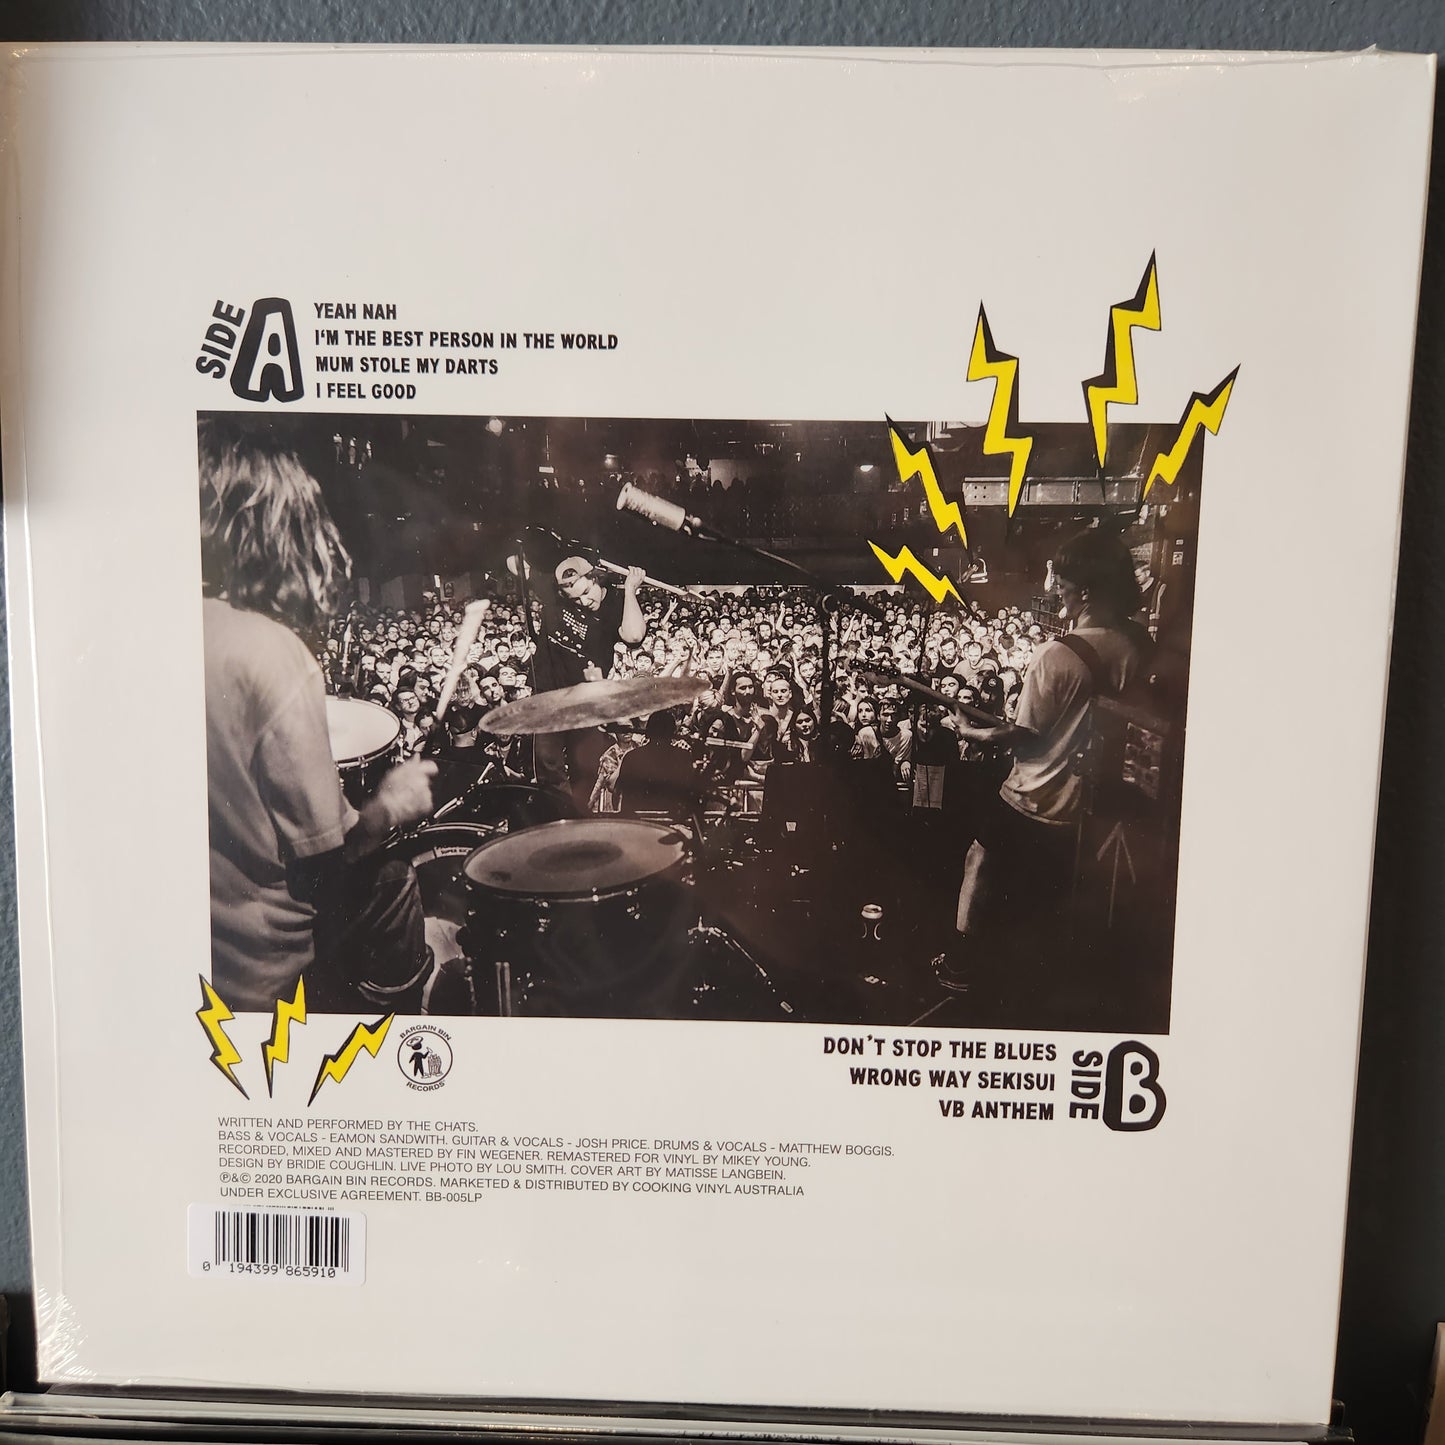 SIDE A
YEAH NAH
I'M THE BEST PERSON IN THE WORLD
MUM STOLE MY DARTS
I FEEL GOOD
DON'T STOP THE BLUES
WRONG WAY SEKISUI
VB ANTHEM
SIDE B
BARGAIN BIN
RECORDS
WRITTEN AND PERFORMED BY THE CHATS.
BASS & VOCALS - EAMON SANDWITH. GUITAR & VOCALS - JOSH PRICE. DRUMS & VOCALS - MATTHEW BOGGIS.
RECORDED, MIXED AND MASTERED BY FIN WEGENER. REMASTERED FOR VINYL BY MIKEY YOUNG.
DESIGN BY BRIDIE COUGHLIN. LIVE PHOTO BY LOU SMITH. COVER ART BY MATISSE LANGBEIN.
℗&© 2020 BARGAIN BIN RECORDS. MARKETED & DISTRIBUTED BY COOKING VINYL AUSTRALIA
UNDER EXCLUSIVE AGREEMENT. BB-005LP
0 194399 865910